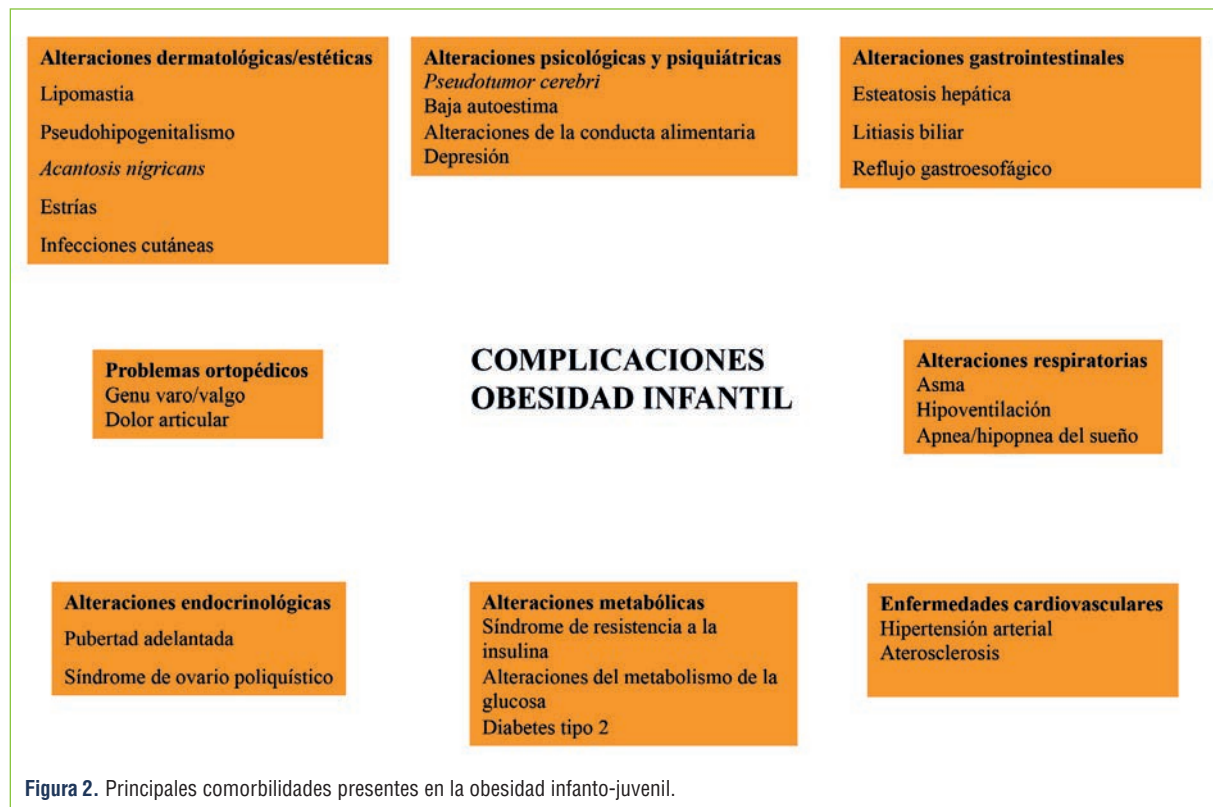 Alteraciones dermatológicas/estéticas
Lipomastia
Pseudohipogenitalismo
Acantosis nigricans
Estrías
Infecciones cutáneas
Alteraciones psicológicas y psiquiátricas
Pseudotumor cerebri
Baja autoestima
Alteraciones de la conducta alimentaria
Depresión
Alteraciones gastrointestinales
Esteatosis hepática
Litiasis biliar
Reflujo gastroesofágico
Problemas ortopédicos
Genu varo/valgo
Dolor articular
COMPLICACIONES
OBESIDAD INFANTIL
Alteraciones respiratorias
Asma
Hipoventilación
Apnea/hipopnea del sueño
Alteraciones endocrinológicas
Pubertad adelantada
Síndrome de ovario poliquístico
Alteraciones metabólicas
Síndrome de resistencia a la
insulina
Alteraciones del metabolismo de la
glucosa
Diabetes tipo 2
Enfermedades cardiovasculares
Hipertensión arterial
Aterosclerosis
Figura 2. Principales comorbilidades presentes en la obesidad infanto-juvenil.